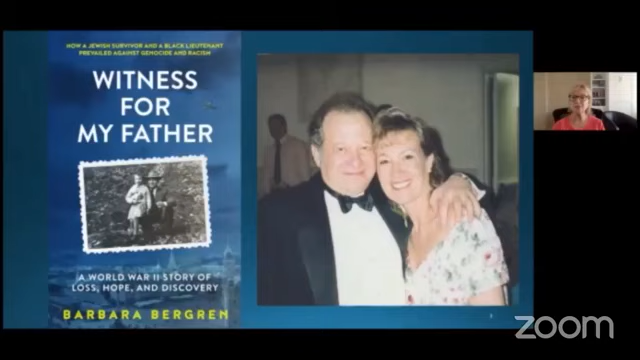 HOW A JEWISH SURVIVOR AND A BLACK LIEUTENANT
PREVAILED AGAINST GENOCIDE AND RACISM
WITNESS
FOR
MY FATHER
A WORLD WAR II STORY OF
LOSS, HOPE, AND DISCOVERY
BARBARA BERGREN
zoom